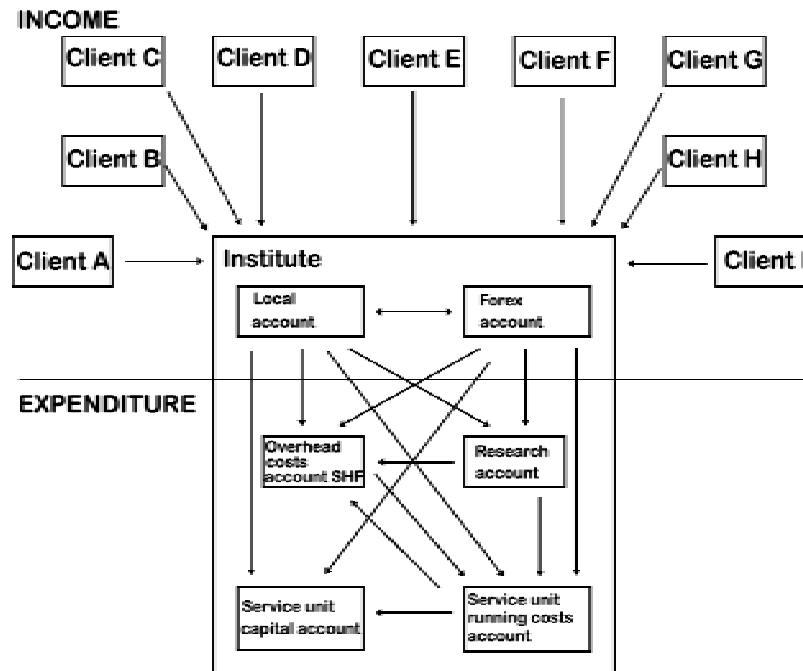 INCOME
Client C
Client D
Client E
Client F
Client G
Client B
Client H
Client A
Institute
Client
Local
account
Forex
account
EXPENDITURE
Overhead
costs
account SHF
Research
account
Service unit
capital account
Service unit
running costs
account